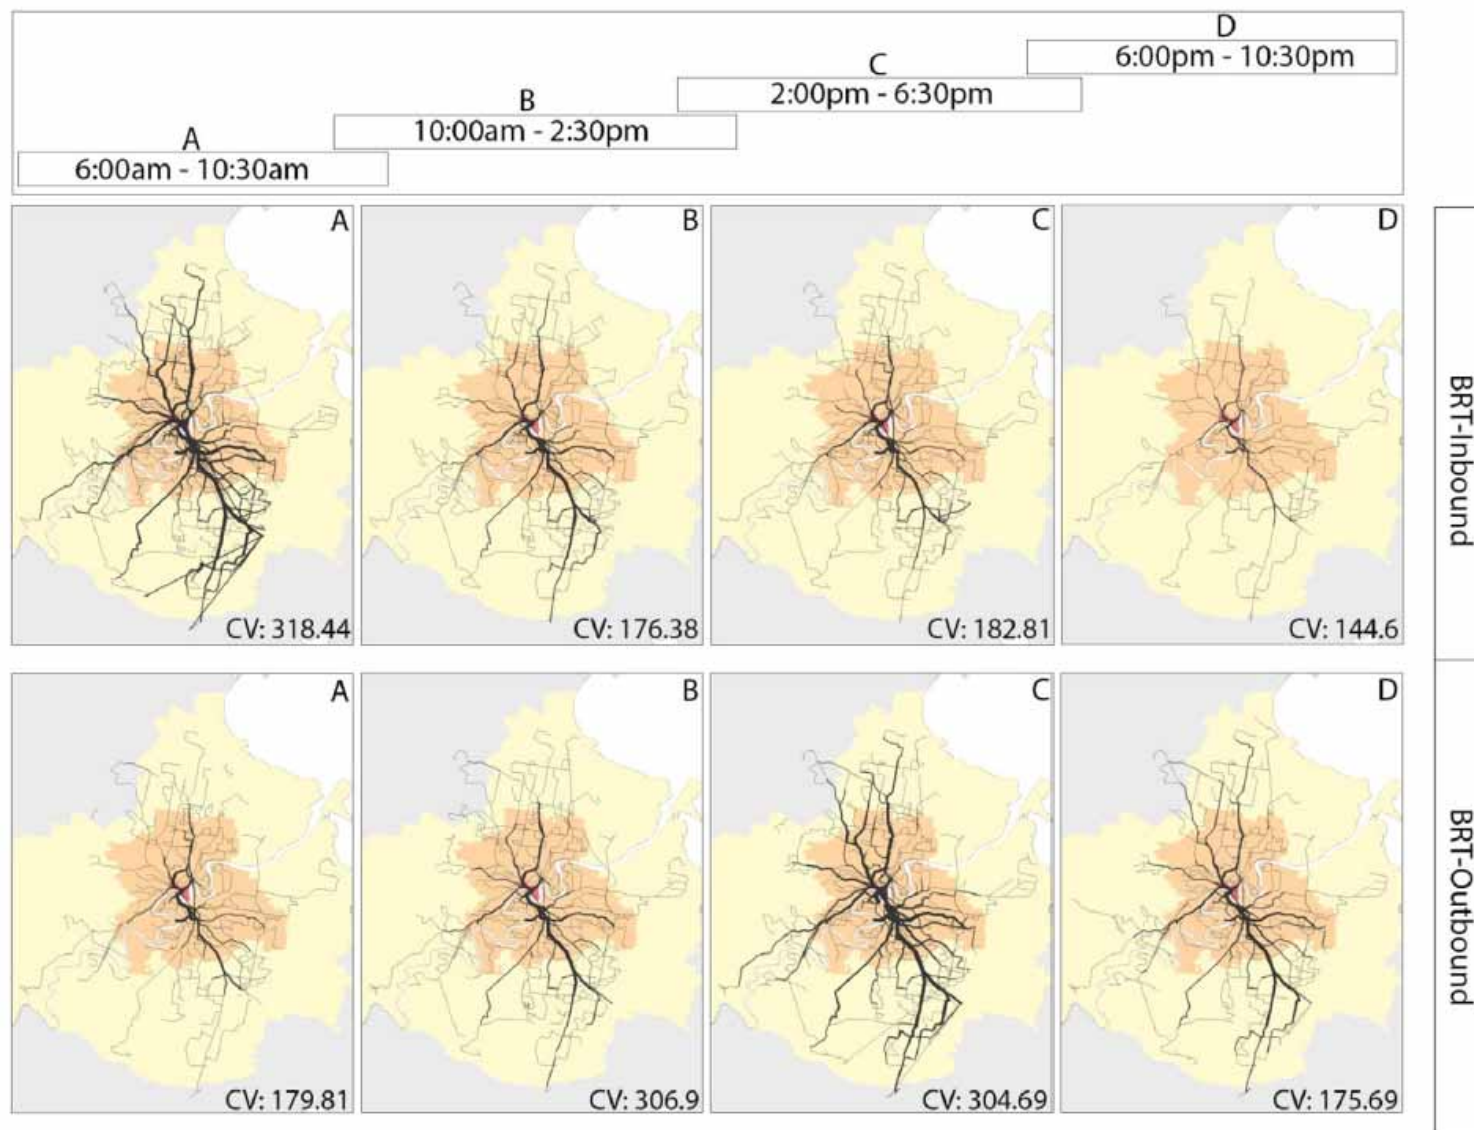 D
6:00pm - 10:30pm
C
2:00pm - 6:30pm
B
10:00am - 2:30pm
A
6:00am - 10:30am
A
B
C
D
CV: 318.44
CV: 176.38
CV: 182.81
CV: 144.6
BRT-Inbound
A
B
C
D
CV: 179.81
CV: 306.9
CV: 304.69
CV: 175.69
BRT-Outbound